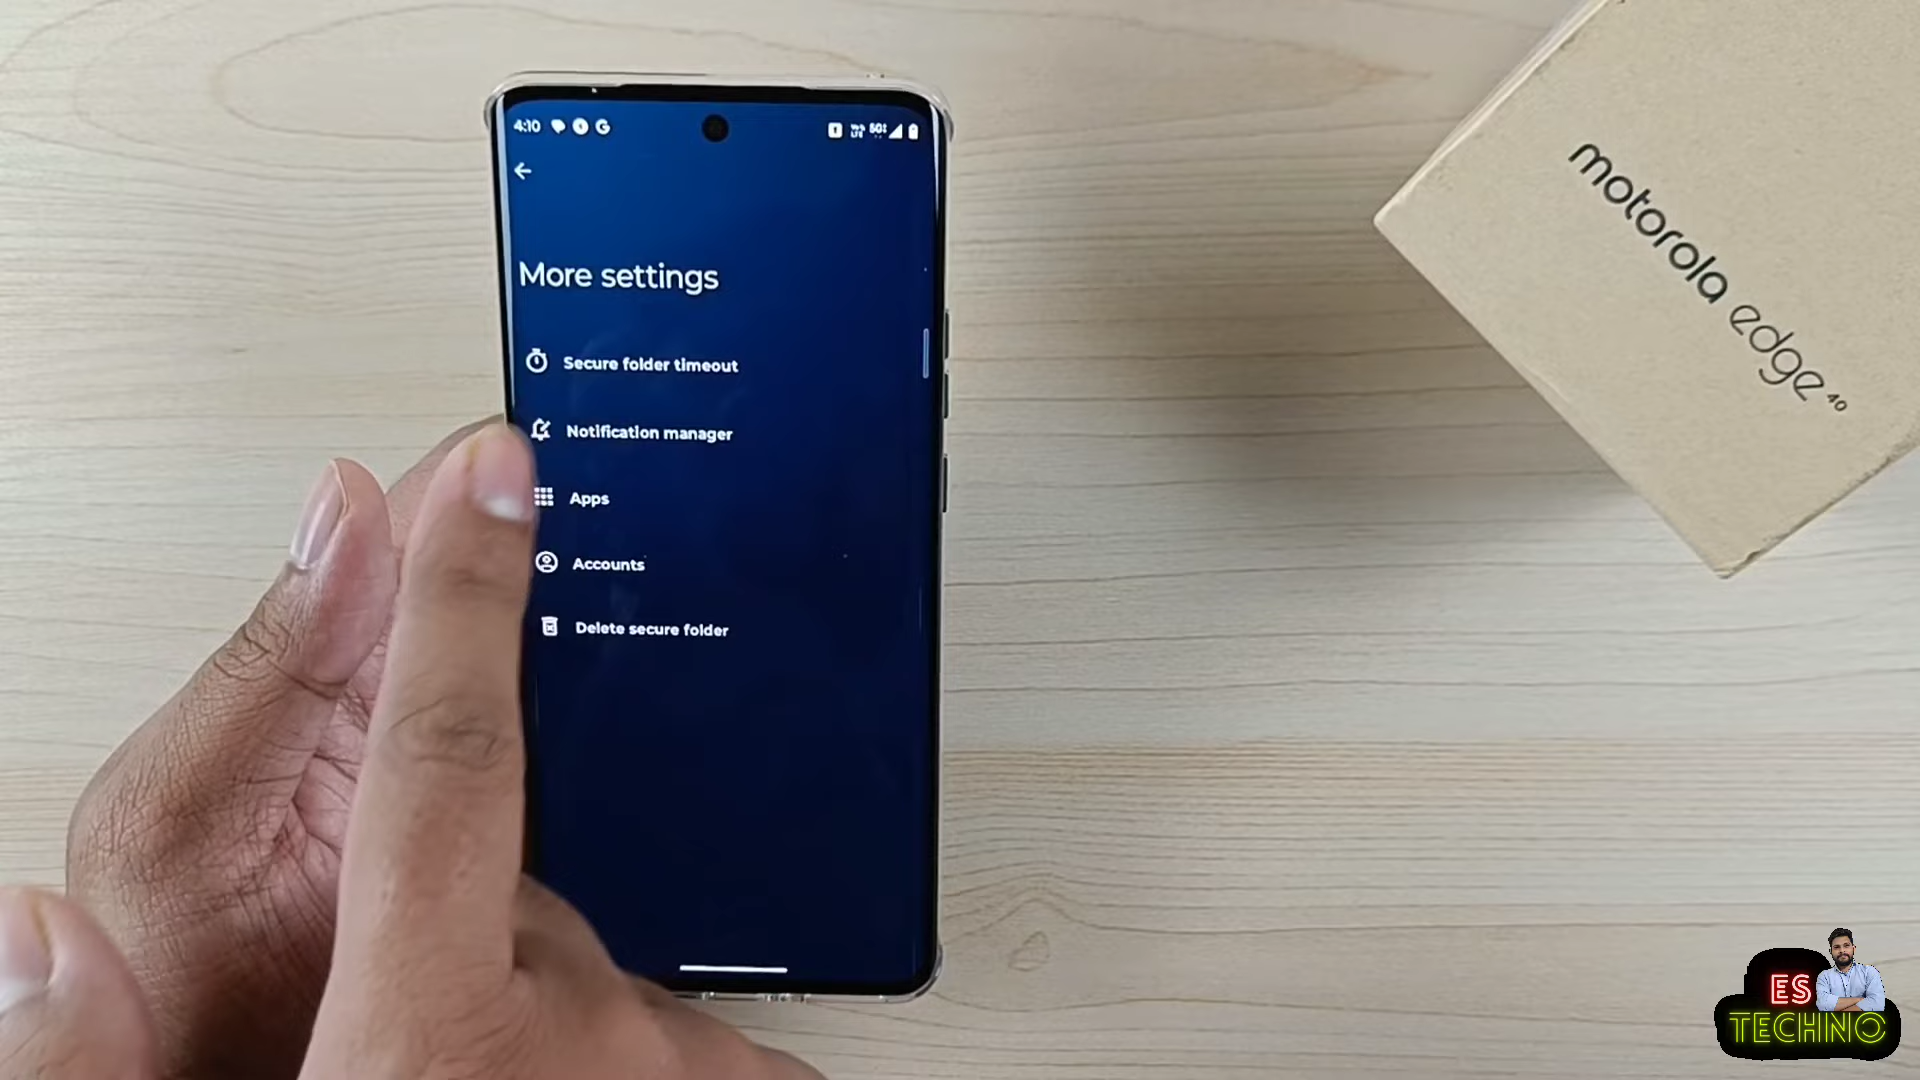 4:10
More settings
Secure folder timeout
Notification manager
Apps
Accounts
Delete secure folder
motorola edge 40
ES
TECHNO